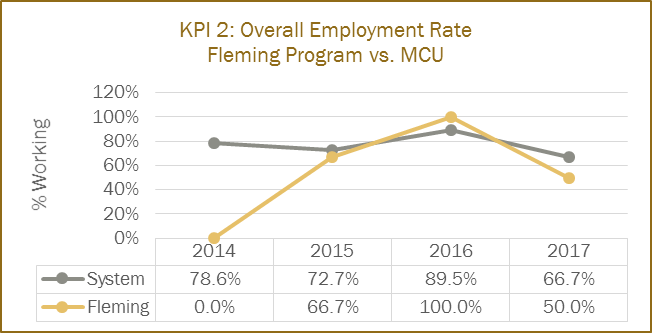 KPI 2: Overall Employment Rate
Fleming Program vs. MCU
% Working
120%
100%
80%
60%
40%
20%
0%
2014 2015 2016 2017
System 78.6% 72.7% 89.5% 66.7%
Fleming 0.0% 66.7% 100.0% 50.0%